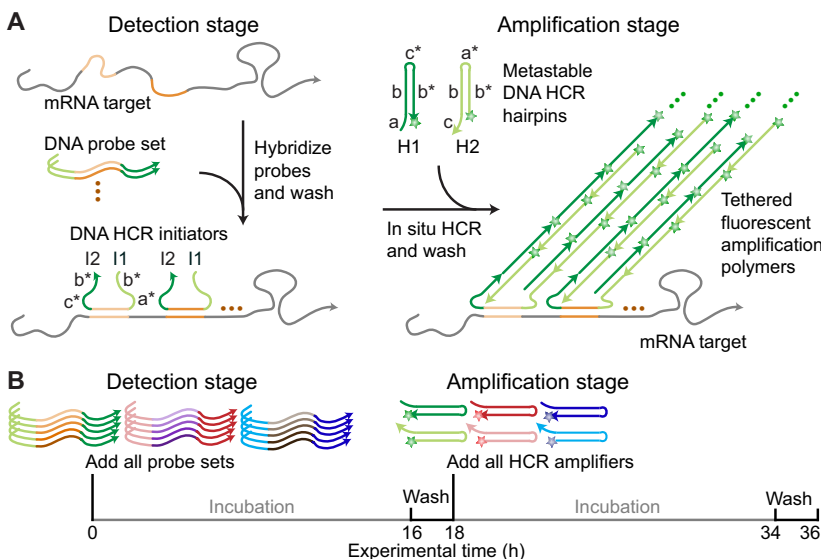 A
Detection stage
mRNA target
DNA probe set
Hybridize
probes
and wash
DNA HCR initiators
I2 I1 I2 I1
b* b*
c* a*
Amplification stage
c* a*
b b* b b*
a c
H1 H2
Metastable
DNA HCR
hairpins
In situ HCR
and wash
Tethered
fluorescent
amplification
polymers
mRNA target
B
Detection stage
Amplification stage
Add all probe sets
Add all HCR amplifiers
Incubation
Wash
Incubation
Wash
0 16 18 34 36
Experimental time (h)